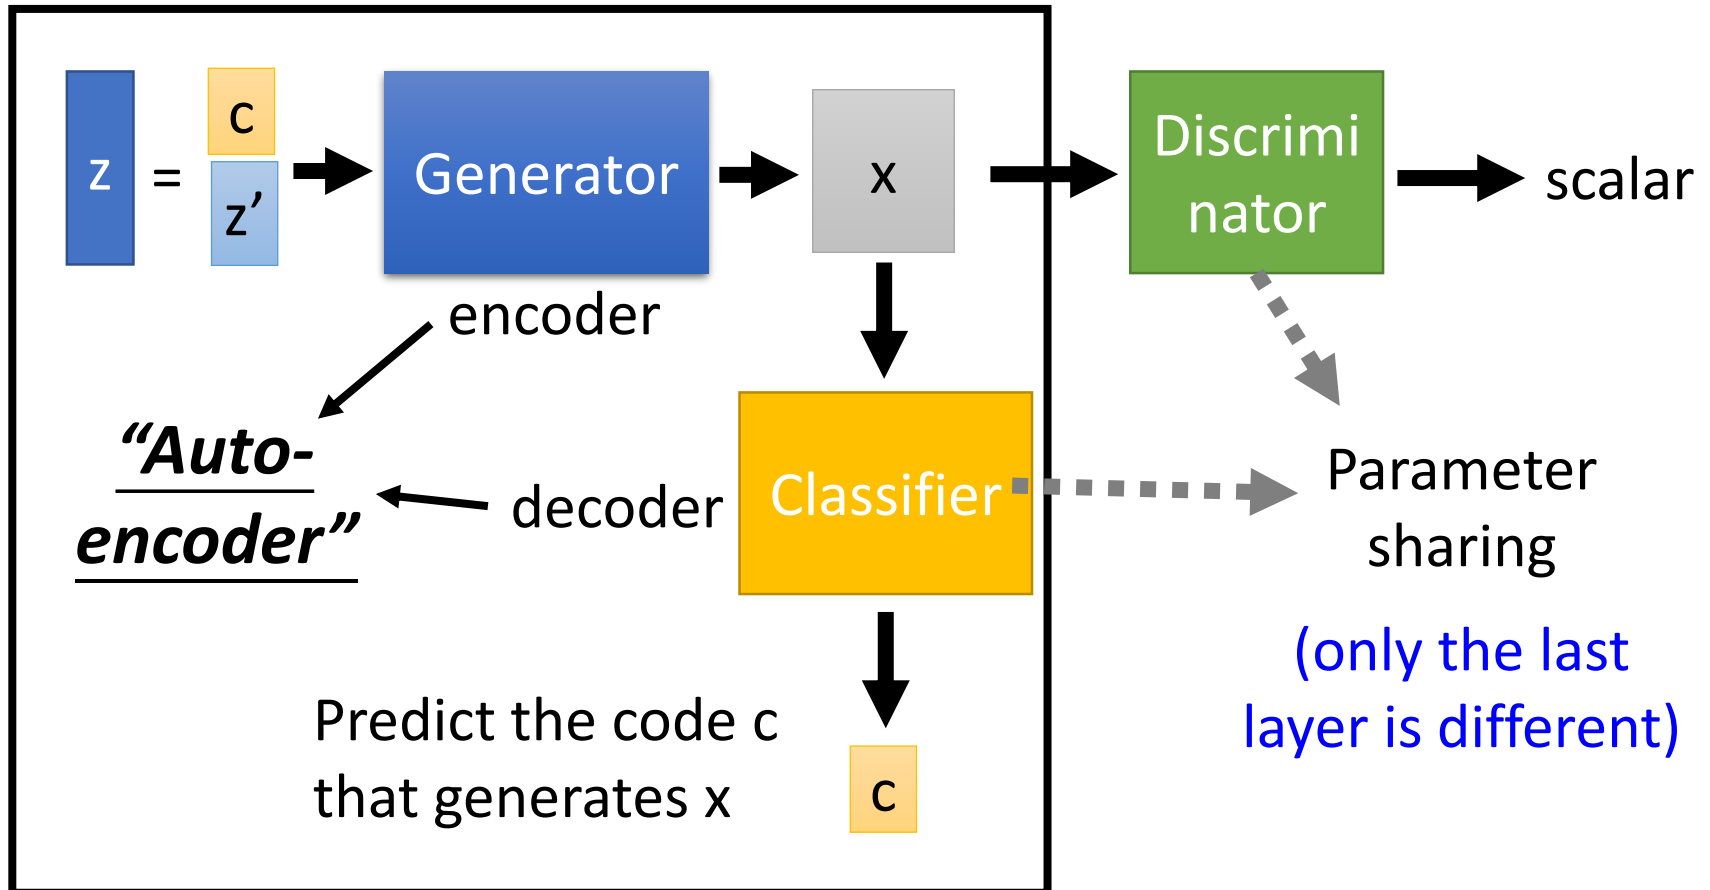 z
=
c
z’
Generator
x
Discrimi
nator
scalar
encoder
“Auto-
encoder”
decoder
Classifier
Parameter
sharing
(only the last
layer is different)
Predict the code c
that generates x
c